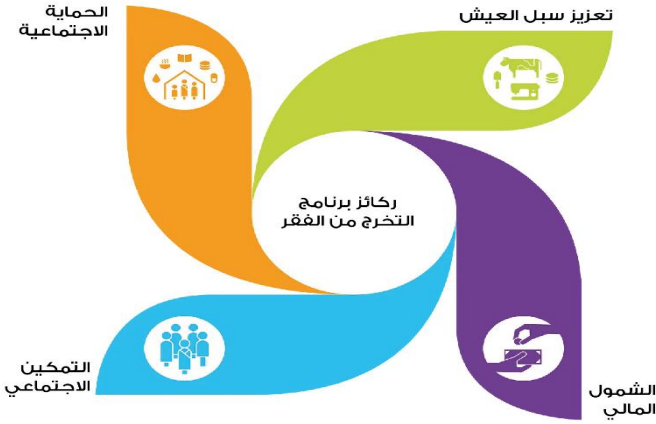 تعزيز سبل العيش
الحماية
الاجتماعية
ركائز برنامج
التخرج من الفقر
الشمول
المالي
التمكين
الاجتماعي